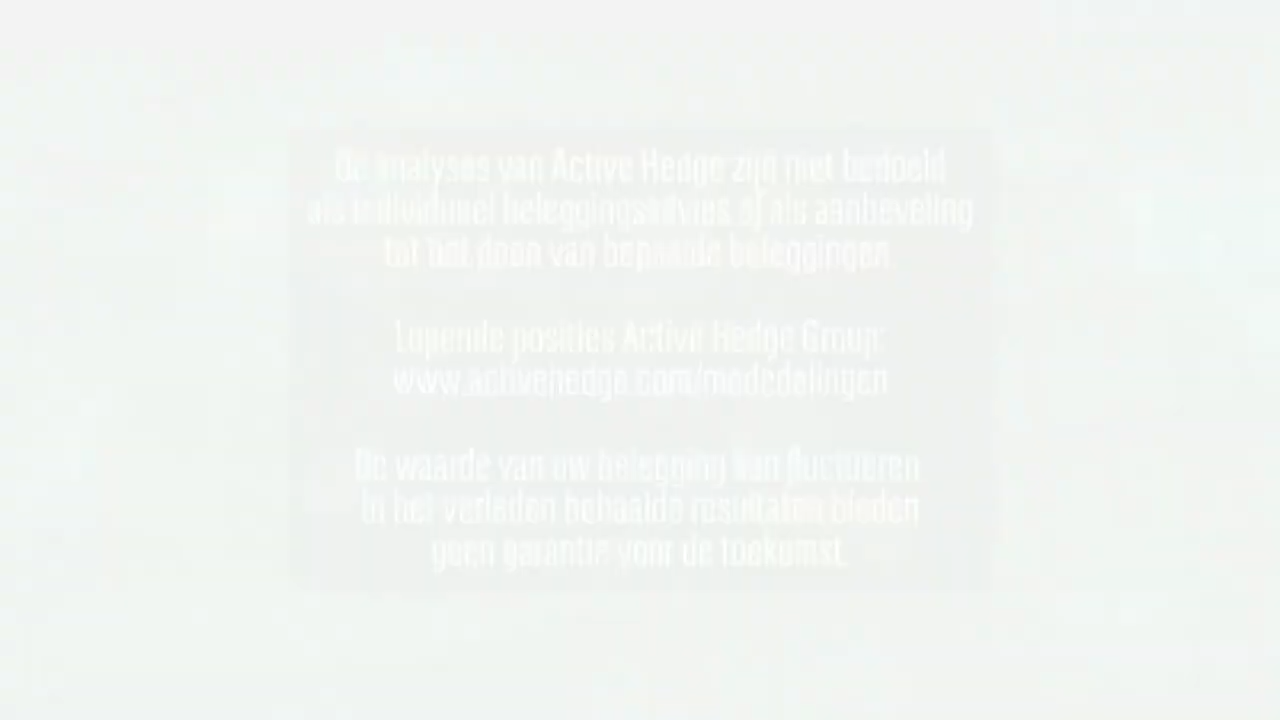 De analyses van Active Hedge zijn niet bedoeld
als individueel beleggingsadvies of als aanbeveling
tot het doen van bepaalde beleggingen
Lopende posities Active Hedge Group:
www.activehedge.com/mededelingen
De waarde van uw belegging kan fluctueren
In het verleden behaalde resultaten bieden
geen garantie voor de toekomst.